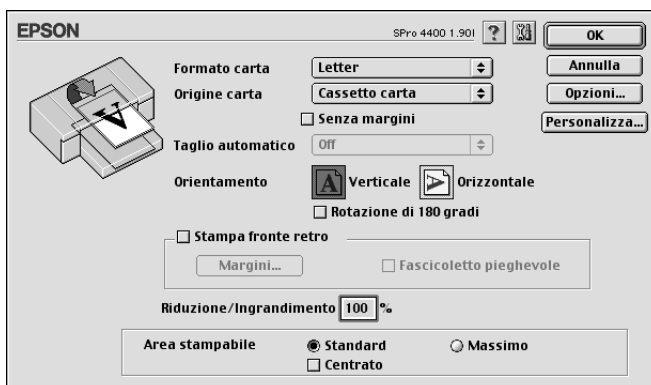 EPSON
SPro 4400 1.90I ?
OK
Formato carta Letter
Annulla
Origine carta Cassetto carta
Opzioni...
Senza margini
Personalizza...
Taglio automatico Off
Orientamento A Verticale A Orizzontale
Rotazione di 180 gradi
Stampa fronte retro
Margini... Fascicoletto pieghevole
Riduzione/Ingrandimento 100 %
Area stampabile Standard Massimo
Centrato